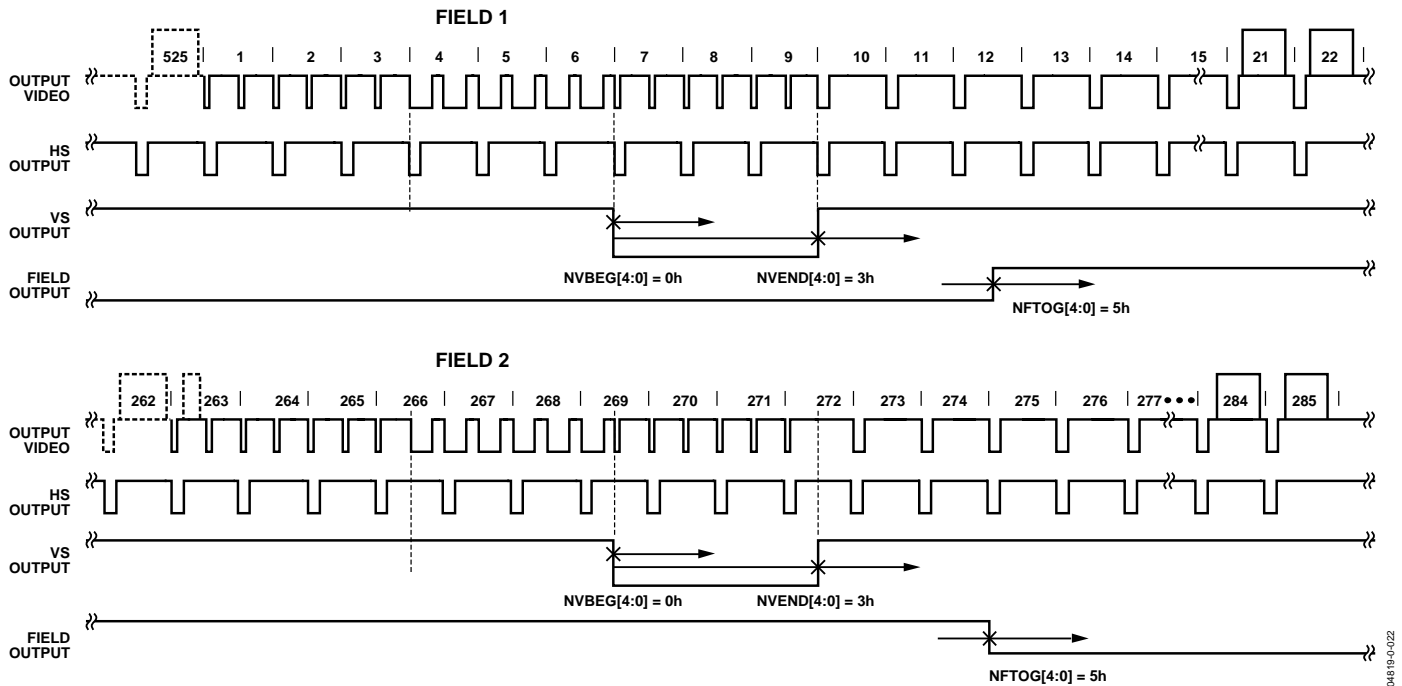 FIELD 1
525 | 1 | 2 | 3 | 4 | 5 | 6 | 7 | 8 | 9 | 10 | 11 | 12 | 13 | 14 | 15 | 21 | 22 |
OUTPUT
VIDEO
HS
OUTPUT
VS
OUTPUT
NVBEG[4:0] = 0h NVEND[4:0] = 3h
FIELD
OUTPUT
NFTOG[4:0] = 5h
FIELD 2
262 | 263 | 264 | 265 | 266 | 267 | 268 | 269 | 270 | 271 | 272 | 273 | 274 | 275 | 276 | 277 ••• | 284 | 285 |
OUTPUT
VIDEO
HS
OUTPUT
VS
OUTPUT
NVBEG[4:0] = 0h NVEND[4:0] = 3h
FIELD
OUTPUT
NFTOG[4:0] = 5h
04819-0-022